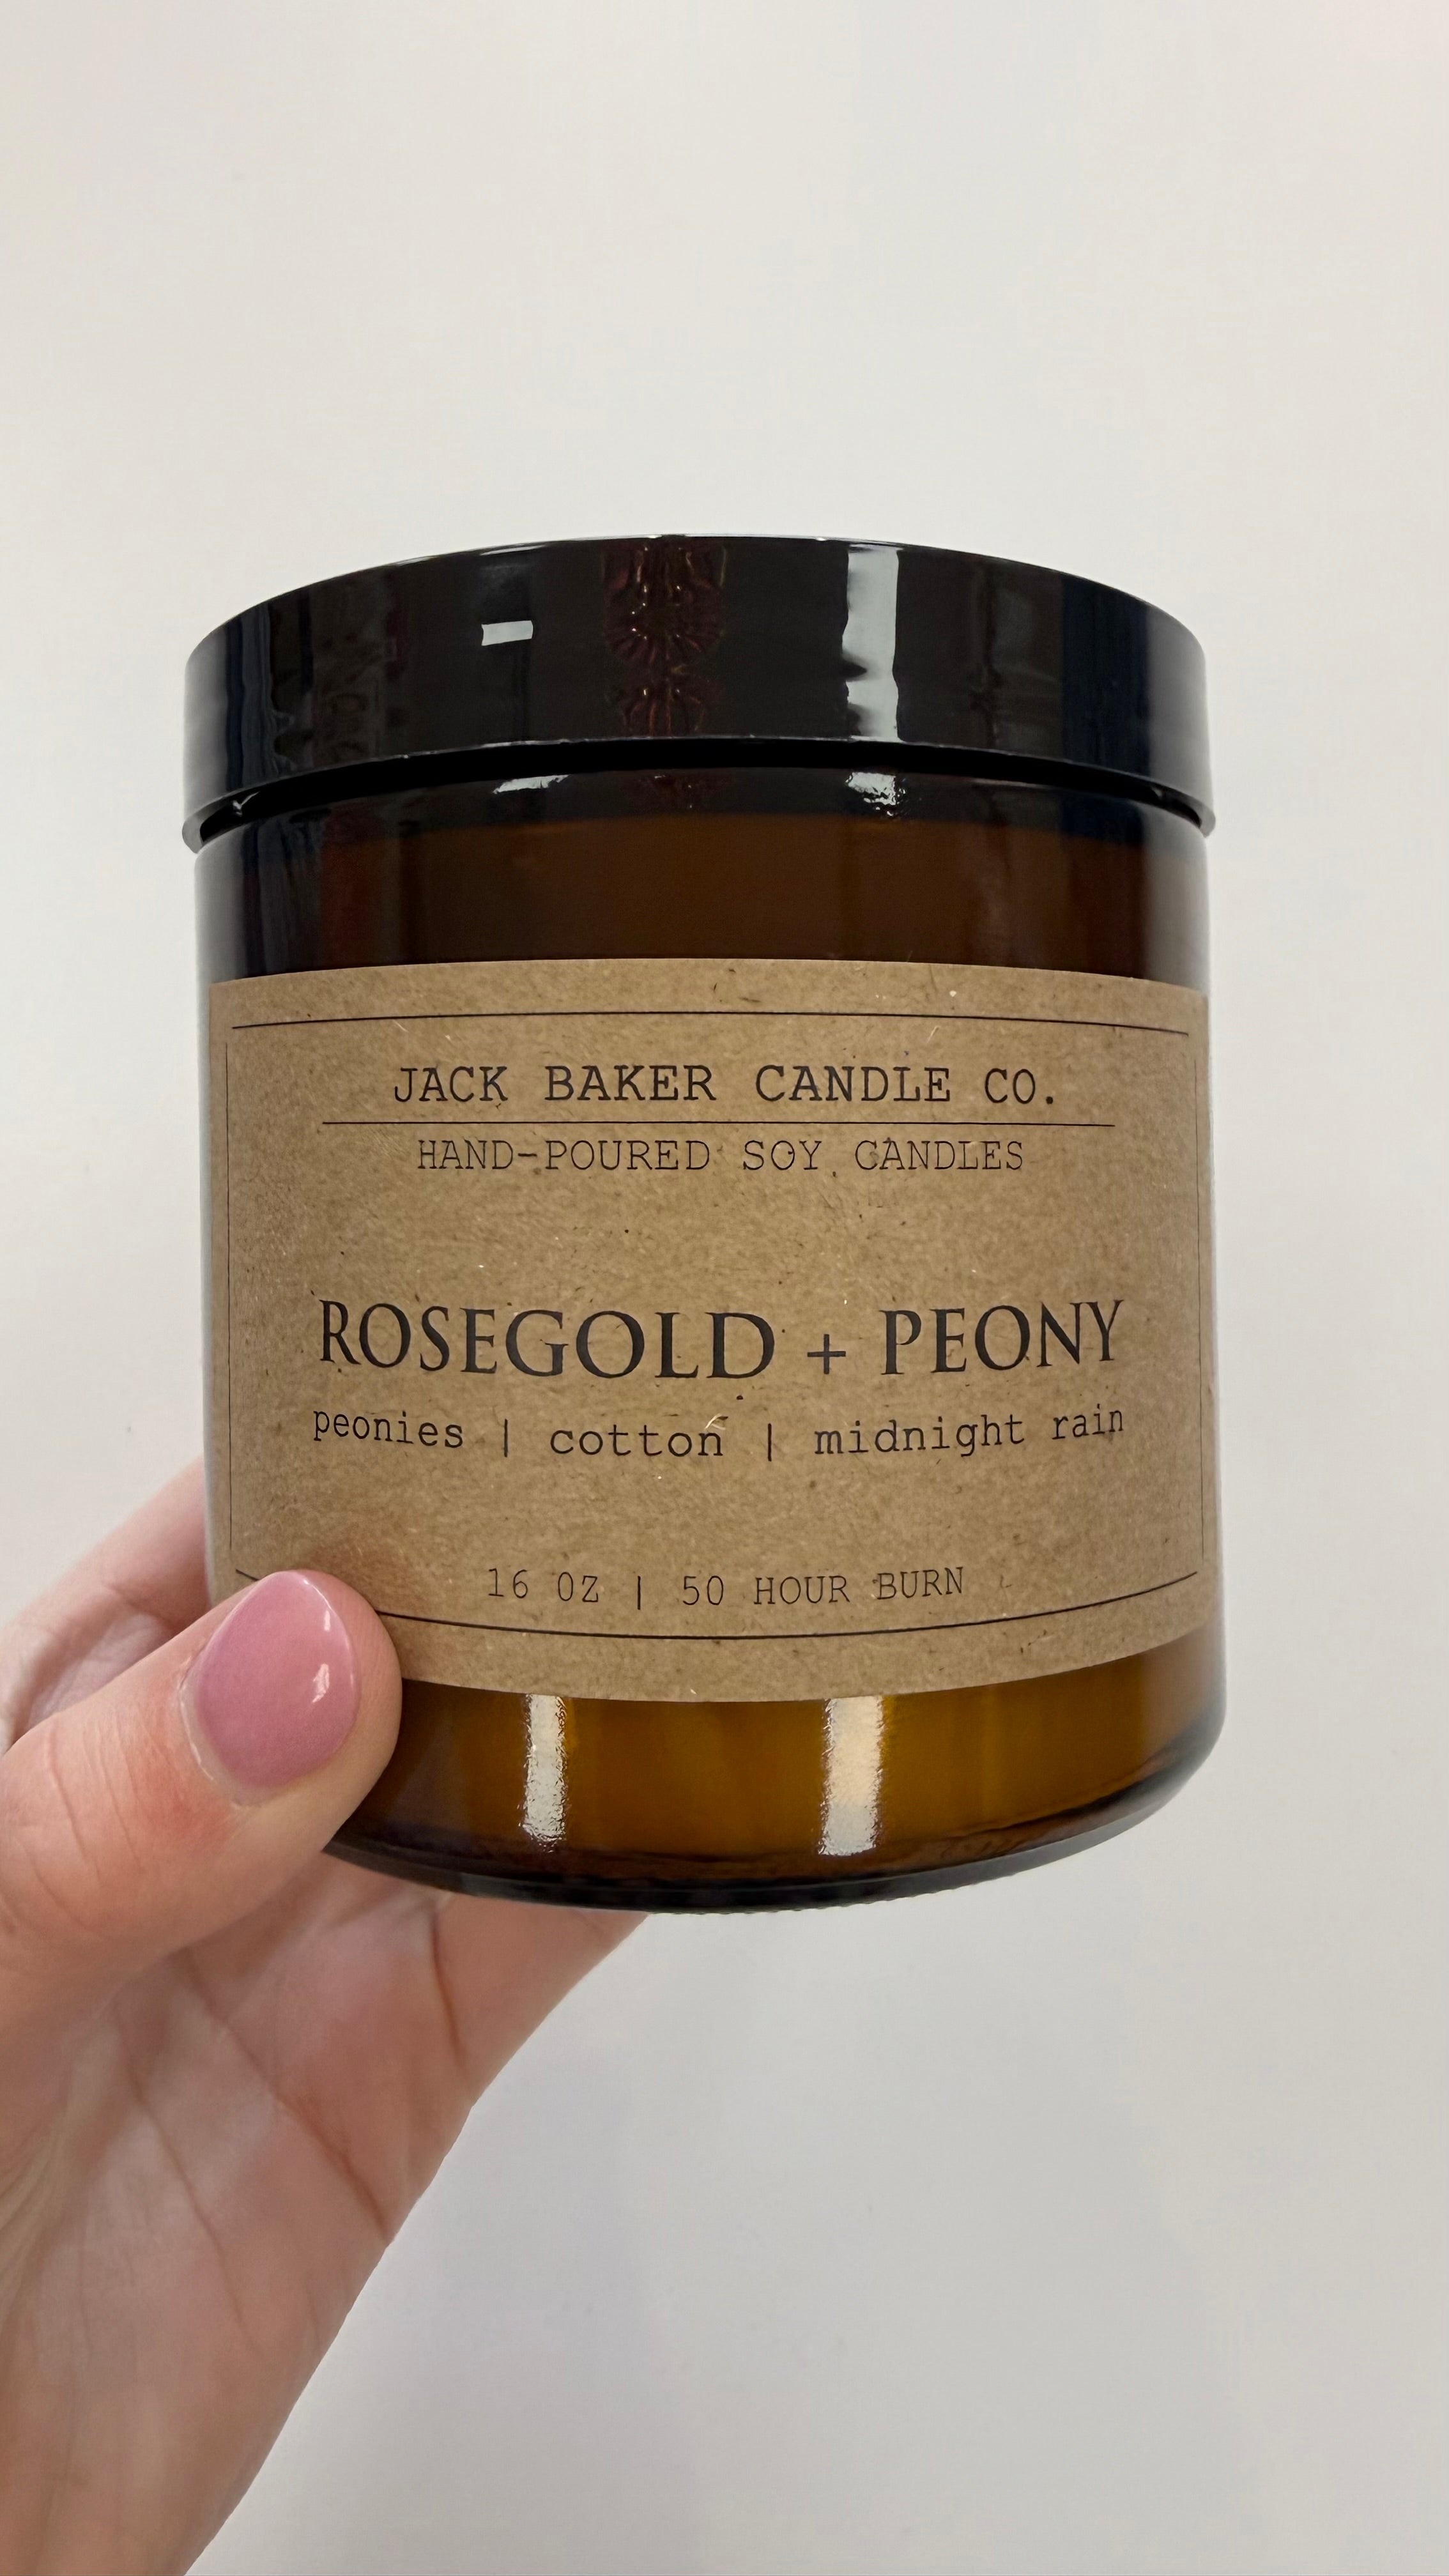 JACK BAKER CANDLE CO.
HAND-POURED SOY CANDLES
ROSEGOLD + PEONY
peonies | cotton | midnight rain
16 OZ | 50 HOUR BURN